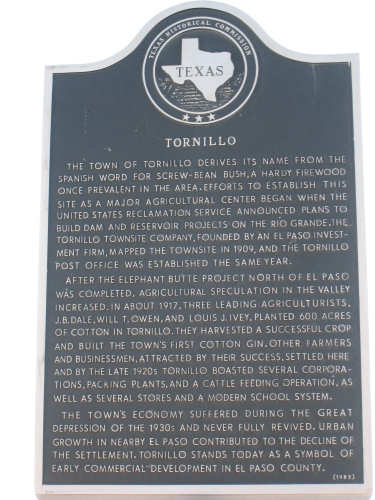 TEXAS HISTORICAL COMMISSION
TEXAS
TORNILLO
THE TOWN OF TORNILLO DERIVES ITS NAME FROM THE
SPANISH WORD FOR SCREW-BEAN BUSH, A HARDY FIREWOOD
ONCE PREVALENT IN THE AREA. EFFORTS TO ESTABLISH THIS
SITE AS A MAJOR AGRICULTURAL CENTER BEGAN WHEN THE
UNITED STATES RECLAMATION SERVICE ANNOUNCED PLANS TO
BUILD DAM AND RESERVOIR PROJECTS ON THE RIO GRANDE. THE
TORNILLO TOWNSITE COMPANY, FOUNDED BY AN EL PASO INVEST-
MENT FIRM, MAPPED THE TOWNSITE IN 1909, AND THE TORNILLO
POST OFFICE WAS ESTABLISHED THE SAME YEAR.
AFTER THE ELEPHANT BUTTE PROJECT NORTH OF EL PASO
WAS COMPLETED, AGRICULTURAL SPECULATION IN THE VALLEY
INCREASED. IN ABOUT 1917, THREE LEADING AGRICULTURISTS,
J.B. DALE, WILL T. OWEN, AND LOUIS J. IVEY, PLANTED 600 ACRES
OF COTTON IN TORNILLO. THEY HARVESTED A SUCCESSFUL CROP
AND BUILT THE TOWN'S FIRST COTTON GIN. OTHER FARMERS
AND BUSINESSMEN, ATTRACTED BY THEIR SUCCESS, SETTLED HERE
AND BY THE LATE 1920s TORNILLO BOASTED SEVERAL CORPORA-
TIONS, PACKING PLANTS, AND A CATTLE FEEDING OPERATION, AS
WELL AS SEVERAL STORES AND A MODERN SCHOOL SYSTEM.
THE TOWN'S ECONOMY SUFFERED DURING THE GREAT
DEPRESSION OF THE 1930s AND NEVER FULLY REVIVED. URBAN
GROWTH IN NEARBY EL PASO CONTRIBUTED TO THE DECLINE OF
THE SETTLEMENT. TORNILLO STANDS TODAY AS A SYMBOL OF
EARLY COMMERCIAL DEVELOPMENT IN EL PASO COUNTY.
(1985)